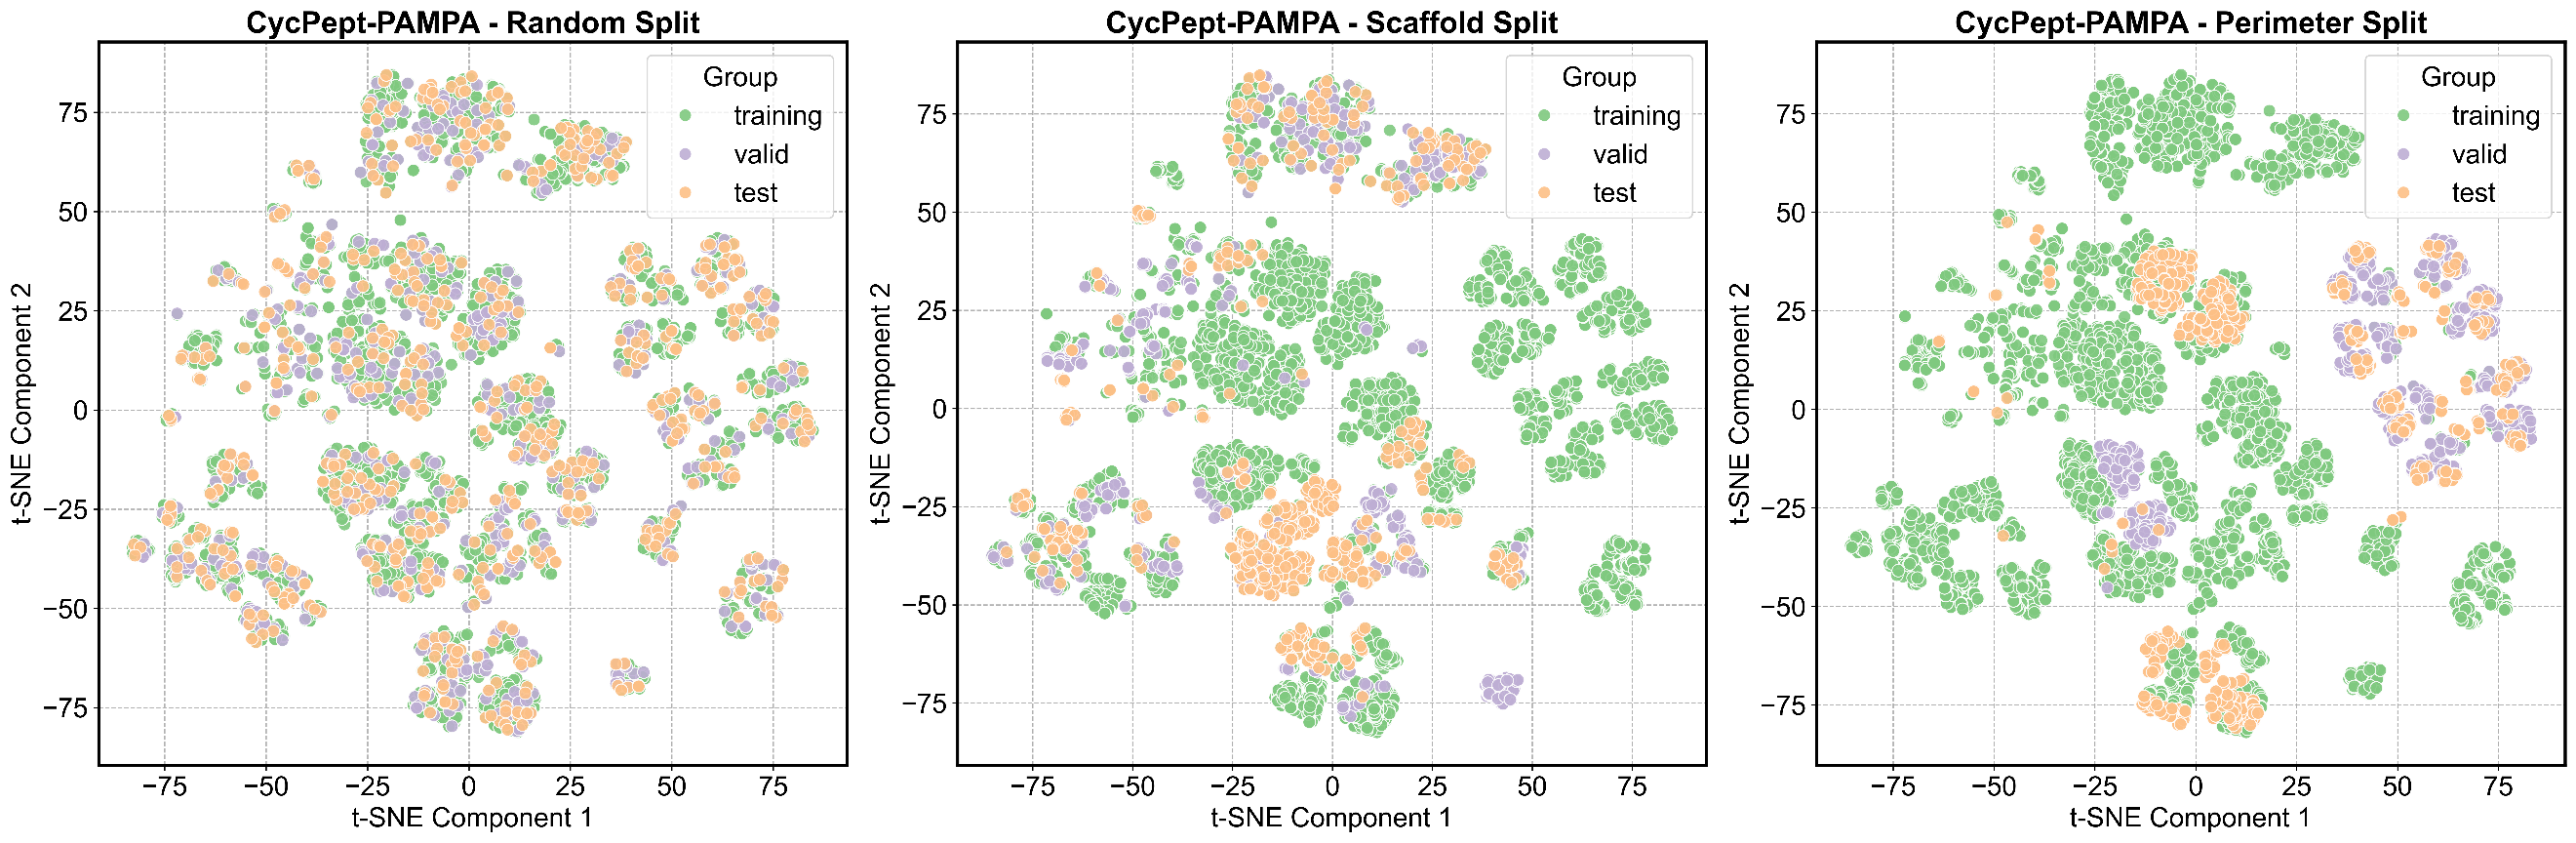 CycPept-PAMPA - Random Split
Group
training
valid
test
75
50
25
0
−25
−50
−75
t-SNE Component 2
−75 −50 −25 0 25 50 75
t-SNE Component 1
CycPept-PAMPA - Scaffold Split
Group
training
valid
test
75
50
25
0
−25
−50
−75
t-SNE Component 2
−75 −50 −25 0 25 50 75
t-SNE Component 1
CycPept-PAMPA - Perimeter Split
Group
training
valid
test
75
50
25
0
−25
−50
−75
t-SNE Component 2
−75 −50 −25 0 25 50 75
t-SNE Component 1